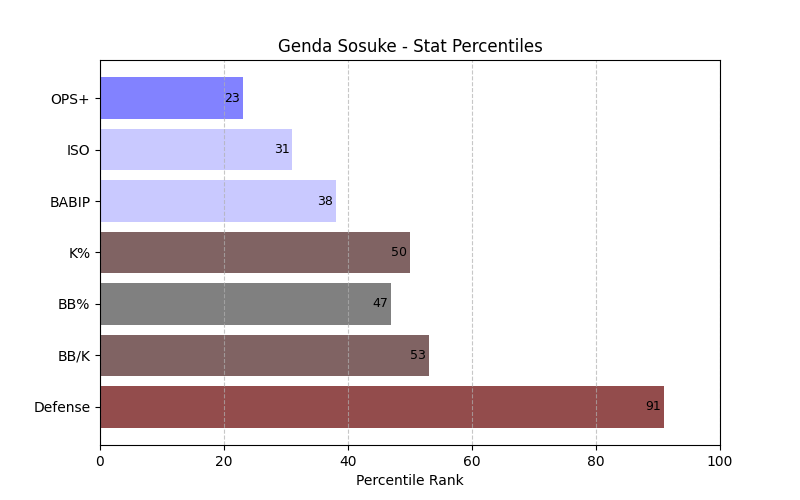 Genda Sosuke - Stat Percentiles
OPS+ 23
ISO 31
BABIP 38
K% 50
BB% 47
BB/K 53
Defense 91
0 20 40 60 80 100
Percentile Rank